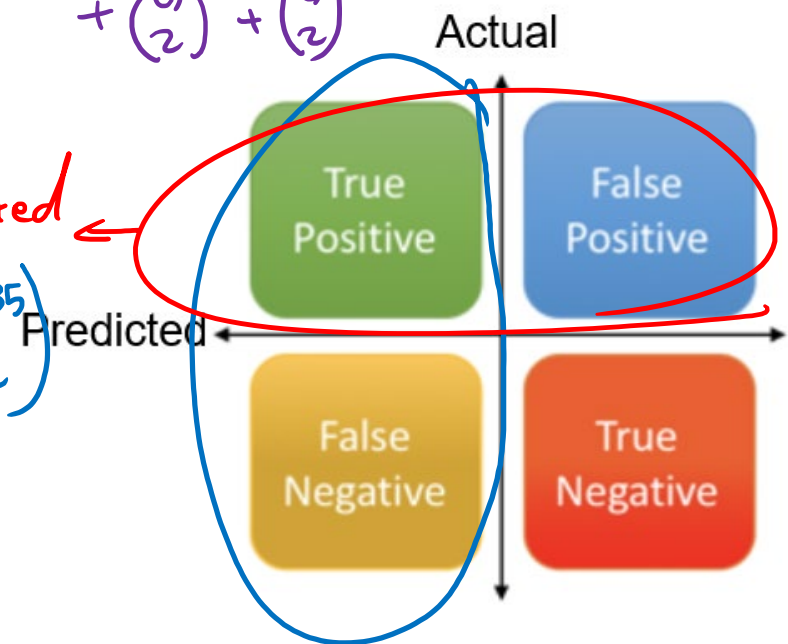 Actual
True
Positive
False
Positive
Predicted
False
Negative
True
Negative